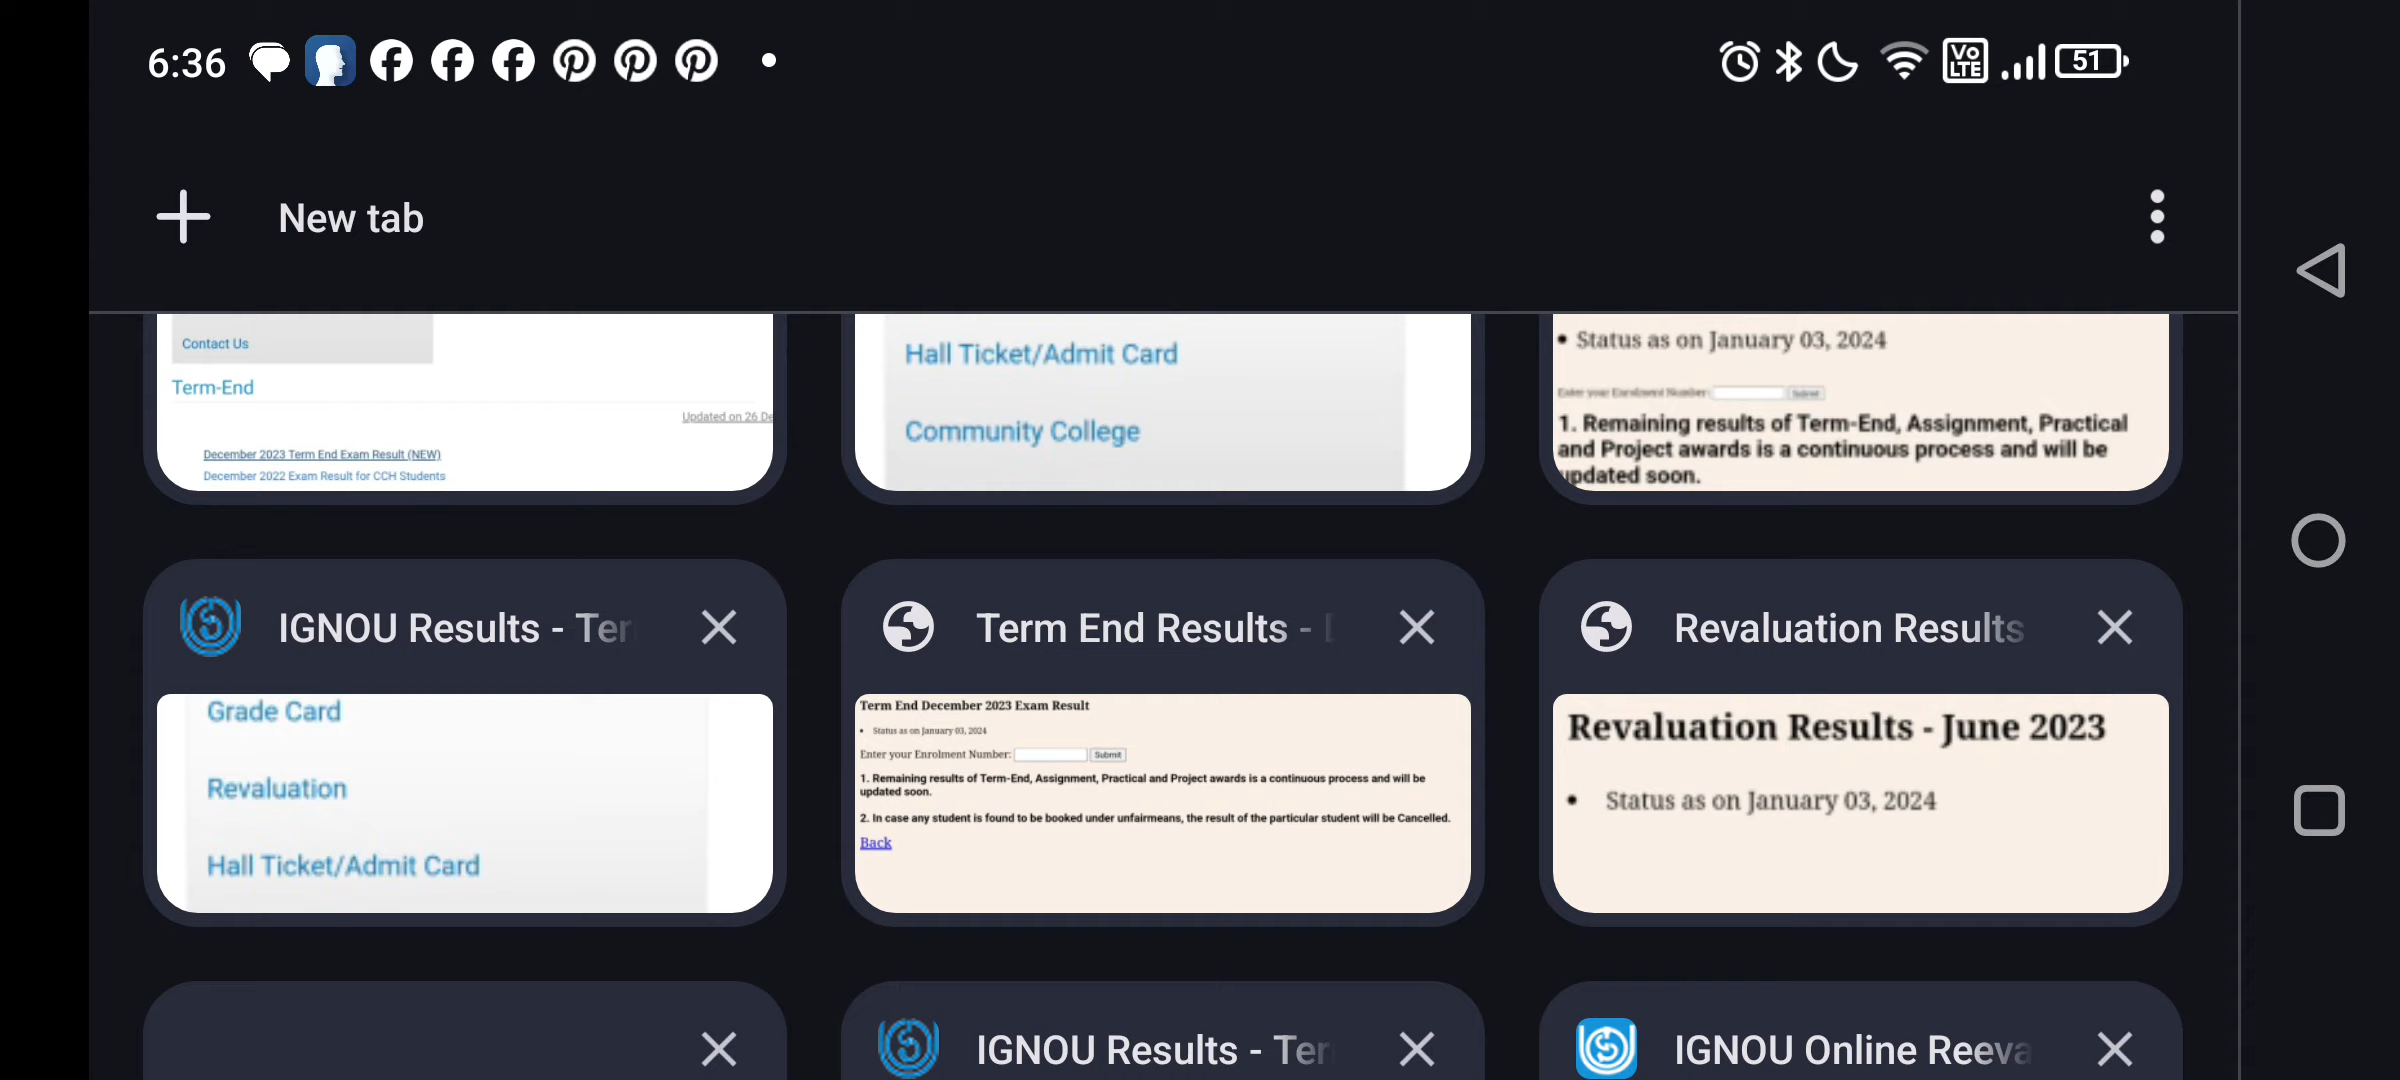 6:36
Vo LTE
51
New tab
Contact Us
Term-End
Updated on 26 De
December 2023 Term End Exam Result (NEW)
December 2022 Exam Result for CCH Students
Hall Ticket/Admit Card
Community College
• Status as on January 03, 2024
Enter your Enrolment Number: Submit
1. Remaining results of Term-End, Assignment, Practical
and Project awards is a continuous process and will be
updated soon.
IGNOU Results - Ter
Grade Card
Revaluation
Hall Ticket/Admit Card
Term End Results -
Term End December 2023 Exam Result
• Status as on January 03, 2024
Enter your Enrolment Number: Submit
1. Remaining results of Term-End, Assignment, Practical and Project awards is a continuous process and will be
updated soon.
2. In case any student is found to be booked under unfairmeans, the result of the particular student will be Cancelled.
Back
Revaluation Results
Revaluation Results - June 2023
• Status as on January 03, 2024
IGNOU Results - Ter
IGNOU Online Reeva